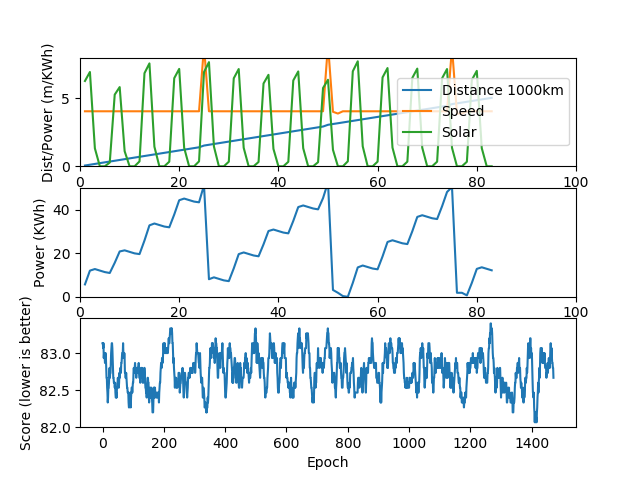 Dist/Power (m/KWh)
5
0
Distance 1000km
Speed
Solar
0 20 40 60 80 100
Power (KWh)
40
20
0
0 20 40 60 80 100
Score (lower is better)
83.0
82.5
82.0
0 200 400 600 800 1000 1200 1400
Epoch